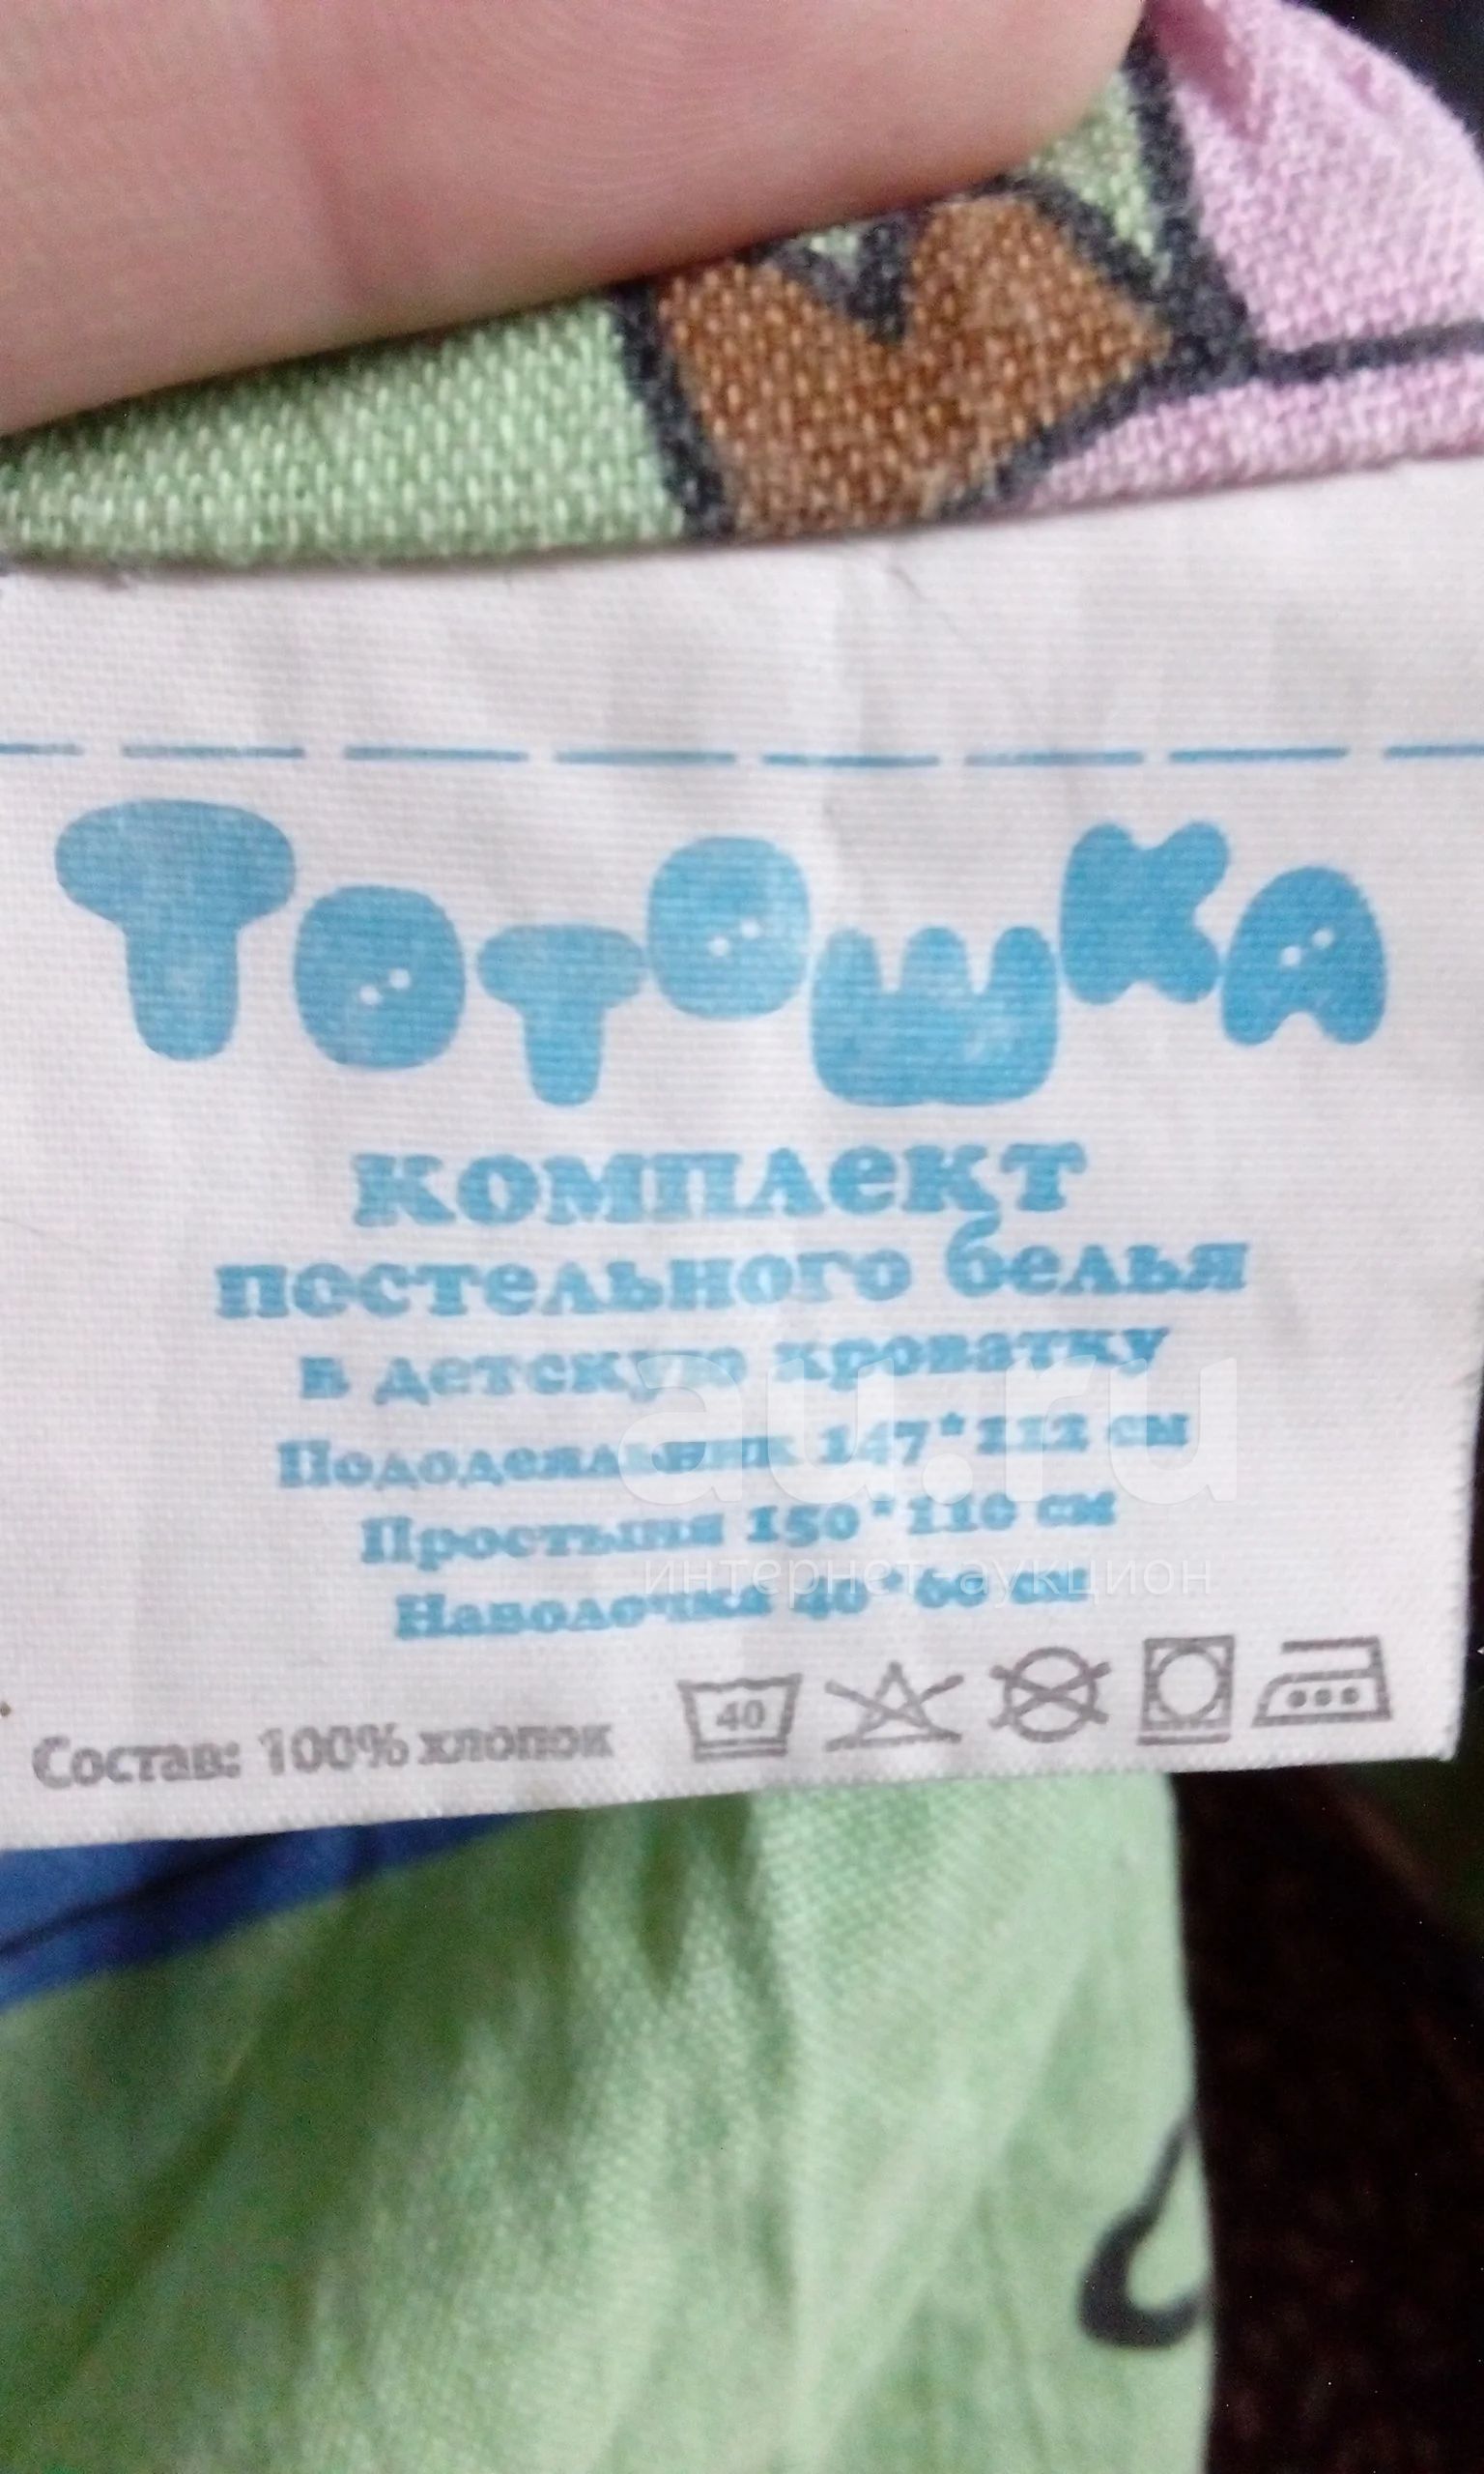 Тотошка
комплект
постельного белья
в детскую кроватку
Пододеяльник 147*112 см
Простыня 150*110 см
Наволочка 40*60 см
au.ru
интернет-аукцион
40
Состав: 100% хлопок